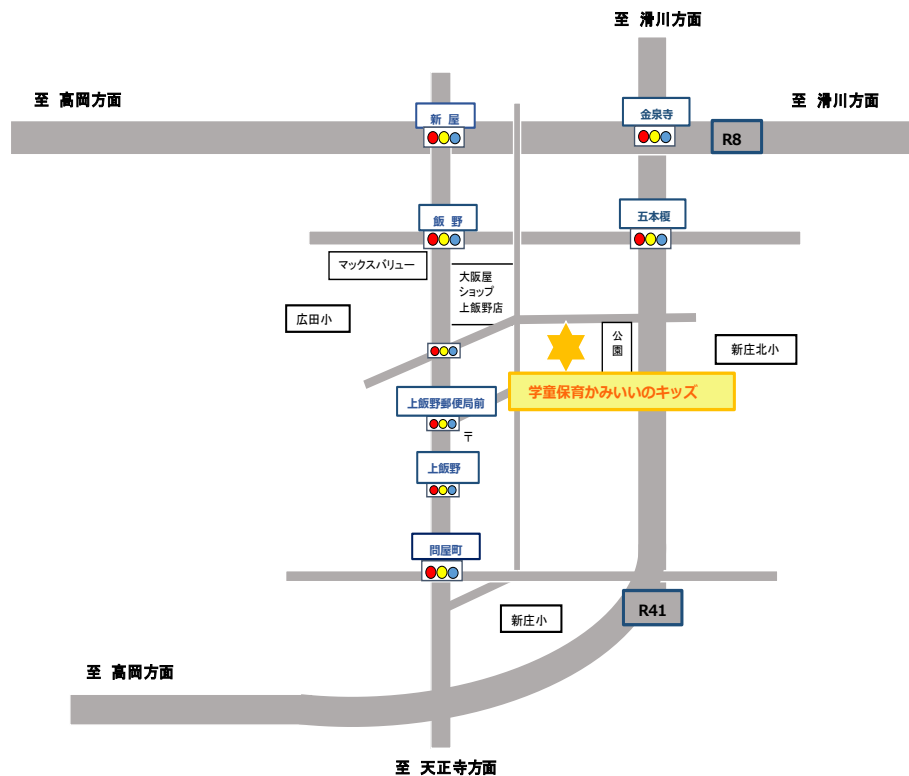 至 滑川方面
至 高岡方面
至 滑川方面
新 屋
金泉寺
R8
飯 野
五本榎
マックスバリュー
大阪屋
ショップ
上飯野店
広田小
公
園
新庄北小
学童保育かみいいのキッズ
上飯野郵便局前
〒
上飯野
問屋町
R41
新庄小
至 高岡方面
至 天正寺方面